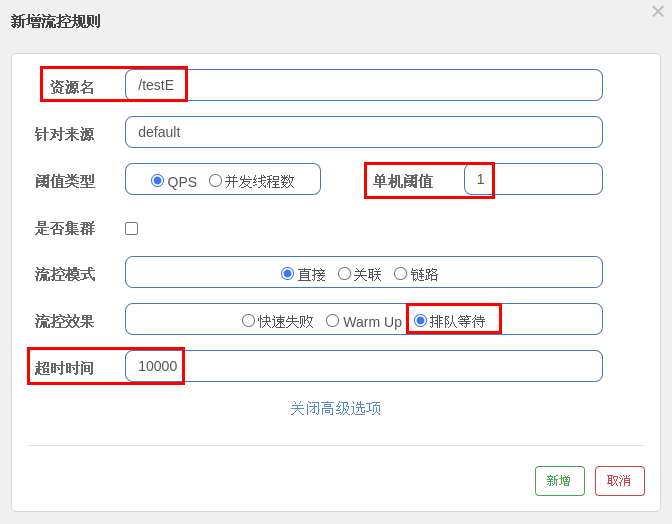 新增流控规则 ×
资源名 /testE
针对来源 default
阈值类型 QPS 并发线程数 单机阈值 1
是否集群
流控模式 直接 关联 链路
流控效果 快速失败 Warm Up 排队等待
超时时间 10000
关闭高级选项
新增 取消